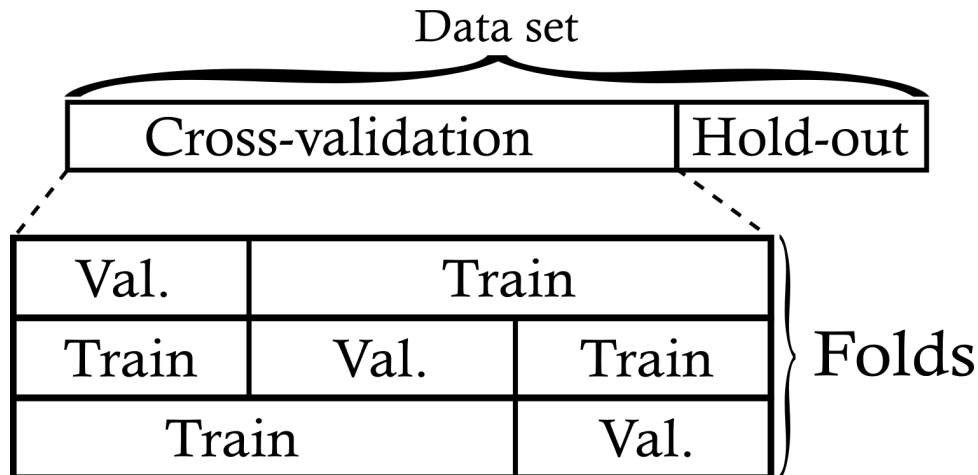 Data set
Cross-validation Hold-out
Val. Train
Train Val. Train
Folds
Train Val.